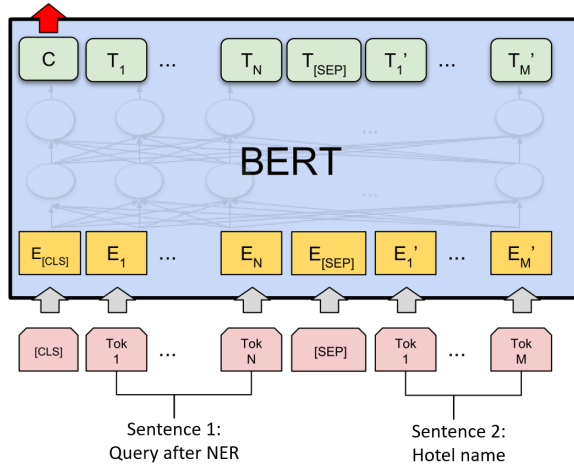 C T1 ... TN T[SEP] T1' ... TM'
...
BERT
...
E[CLS] E1 ... EN E[SEP] E1' ... EM'
[CLS] Tok 1 ... Tok N [SEP] Tok 1 ... Tok M
Sentence 1:
Query after NER
Sentence 2:
Hotel name